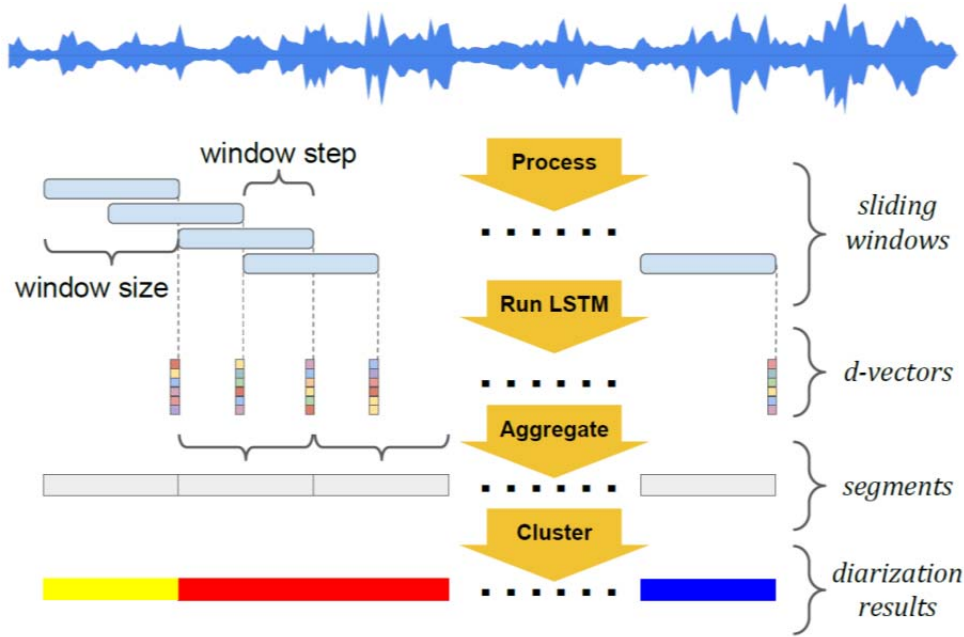 window step
Process
sliding
windows
window size
Run LSTM
d-vectors
Aggregate
segments
Cluster
diarization
results